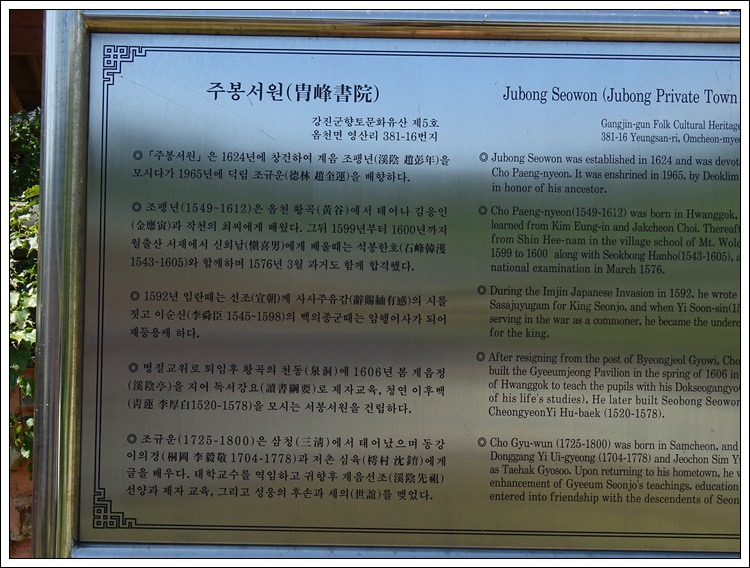 주봉서원(冑峰書院)
강진군향토문화유산 제5호
옴천면 영산리 381-16번지
◎「주봉서원」은 1624년에 창건하여 계음 조팽년(溪陰 趙彭年)을
모시다가 1965년에 덕림 조규운(德林 趙奎運)을 배향하다.
◎ 조팽년(1549~1612)은 옴천 황곡(黃谷)에서 태어나 김응인
(金應寅)과 작천의 최씨에게 배웠다. 그뒤 1599년부터 1600년까지
월출산 서재에서 신희남(愼喜男)에게 배울때는 석봉한호(石峰韓濩
1543-1605)와 함께하며 1576년 3월 과거도 함께 합격했다.
◎ 1592년 임란때는 선조(宣朝)께 사사주유감(辭賜紬有感)의 시를
짓고 이순신(李舜臣 1545~1598)의 백의종군때는 암행어사가 되어
재등용케 하다.
◎ 병절교위로 퇴임후 황곡의 천동(泉洞)에 1606년 봄 계음정
(溪陰亭)을 지어 독서강요(讀書綱要)로 제자교육, 청연 이후백
(靑蓮 李厚白1520-1578)을 모시는 서봉서원을 건립하다.
◎ 조규운(1725-1800)은 삼청(三淸)에서 태어났으며 동강
이의경(桐岡 李毅敬 1704-1778)과 저촌 심육(樗村 沈錥)에게
글을 배우다. 태학교수를 역임하고 귀향후 계음선조(溪陰先祖)
선양과 제자 교육, 그리고 성웅의 후손과 세의(世誼)를 맺었다.
Jubong Seowon (Jubong Private Town
Gangjin-gun Folk Cultural Heritage
381-16 Yeungsan-ri, Omcheon-myeo
◎ Jubong Seowon was established in 1624 and was devot
Cho Paeng-nyeon. It was enshrined in 1965, by Deoklim
in honor of his ancestor.
◎ Cho Paeng-nyeon(1549-1612) was born in Hwanggok,
learned from Kim Eung-in and Jakcheon Choi. Thereaft
from Shin Hee-nam in the village school of Mt. Wolc
1599 to 1600 along with Seokbong Hanho(1543-1605), a
national examination in March 1576.
◎ During the Imjin Japanese Invasion in 1592, he wrote
Sasajuyugam for King Seonjo, and when Yi Soon-sin(1
serving in the war as a commoner, he became the underc
for the king.
◎ After resigning from the post of Byeongjeol Gyowi, Cho
built the Gyeeumjeong Pavilion in the spring of 1606 in
of Hwanggok to teach the pupils with his Dokseogangyo
of his life's studies). He later built Seobong Seowon
CheongyeonYi Hu-baek (1520-1578).
◎ Cho Gyu-wun (1725-1800) was born in Samcheon, and
Donggang Yi Ui-gyeong (1704-1778) and Jeochon Sim Y
as Taehak Gyosoo. Upon returning to his hometown, he w
enhancement of Gyeeum Seonjo's teachings, education
entered into friendship with the descendents of Seon